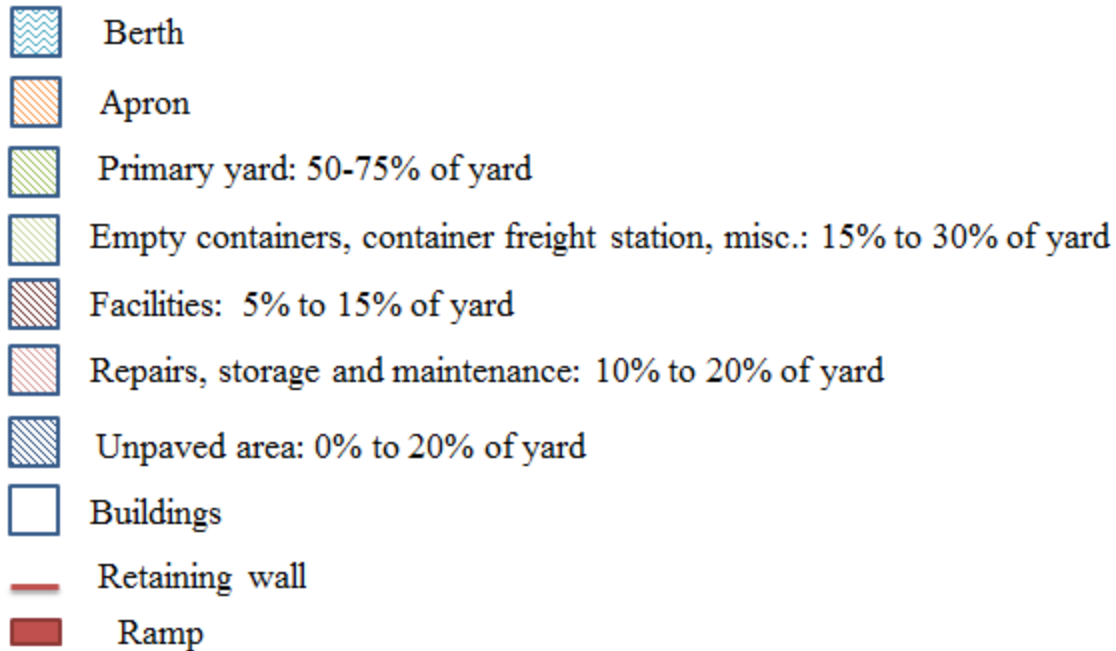 Berth
Apron
Primary yard: 50-75% of yard
Empty containers, container freight station, misc.: 15% to 30% of yard
Facilities: 5% to 15% of yard
Repairs, storage and maintenance: 10% to 20% of yard
Unpaved area: 0% to 20% of yard
Buildings
Retaining wall
Ramp